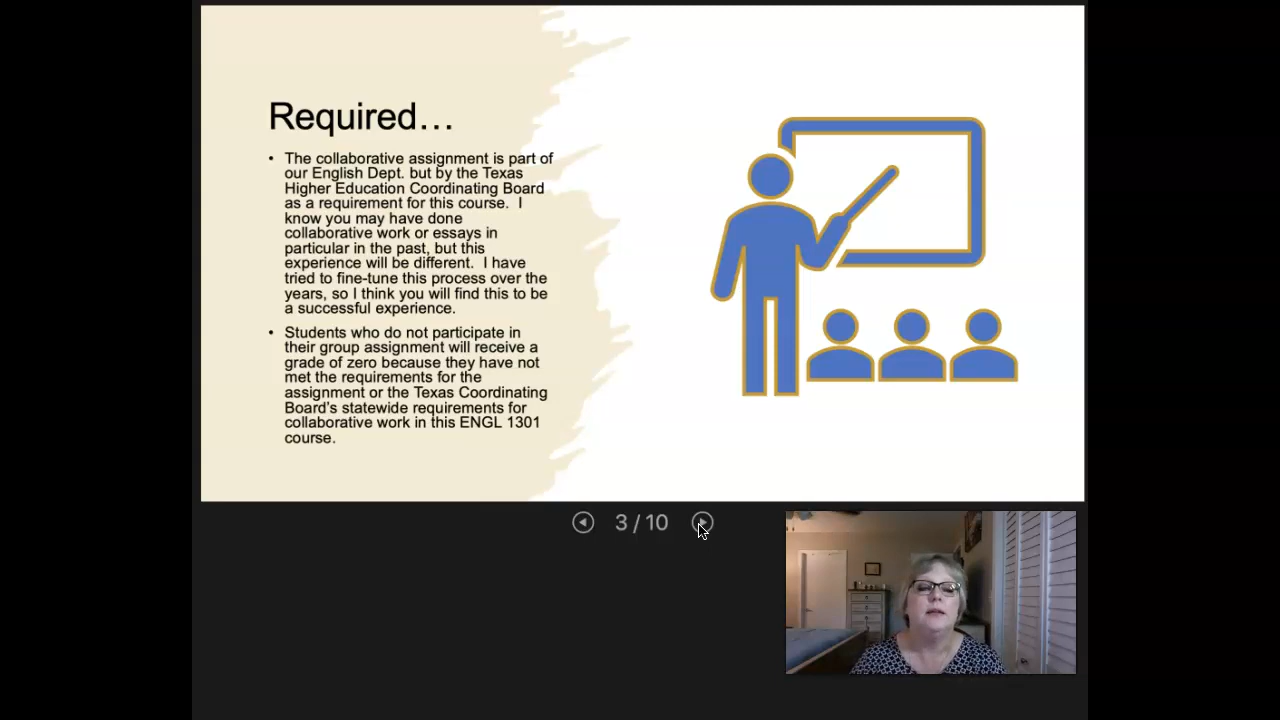 Required…
• The collaborative assignment is part of
our English Dept. but by the Texas
Higher Education Coordinating Board
as a requirement for this course.  I
know you may have done
collaborative work or essays in
particular in the past, but this
experience will be different.  I have
tried to fine-tune this process over the
years, so I think you will find this to be
a successful experience.
• Students who do not participate in
their group assignment will receive a
grade of zero because they have not
met the requirements for the
assignment or the Texas Coordinating
Board’s statewide requirements for
collaborative work in this ENGL 1301
course.
3 / 10